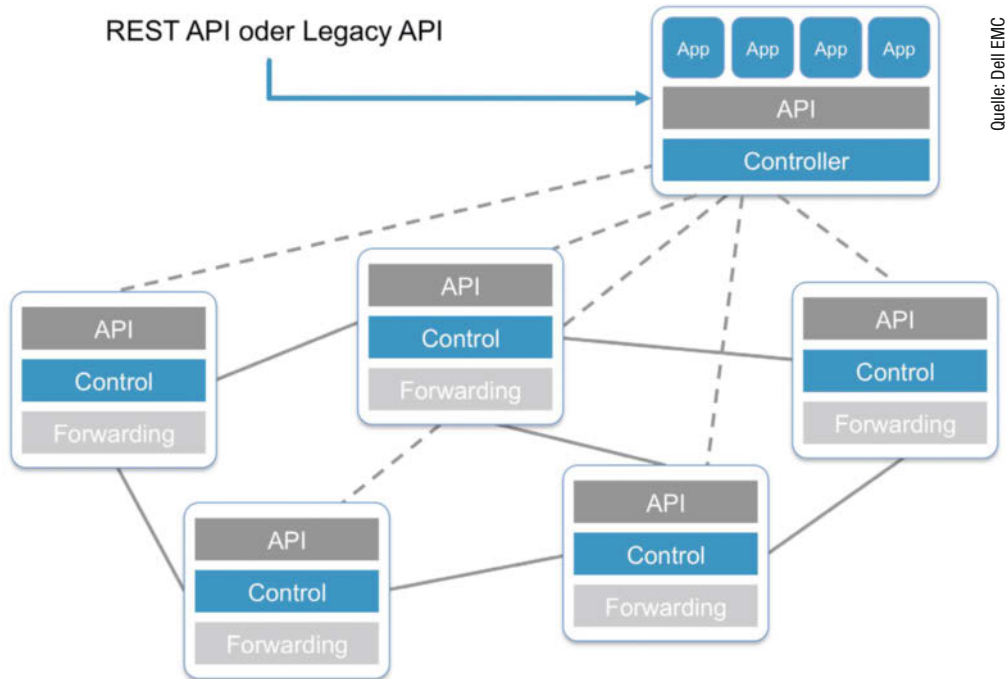 REST API oder Legacy API
App App App App
API
Controller
Quelle: Dell EMC
API
Control
Forwarding
API
Control
Forwarding
API
Control
Forwarding
API
Control
Forwarding
API
Control
Forwarding